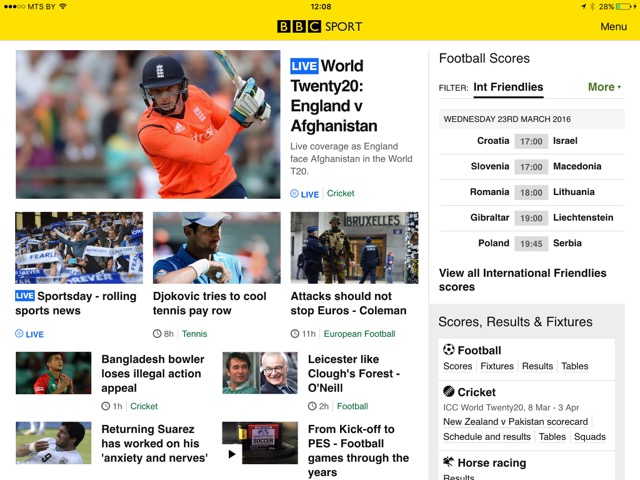 MTS BY
12:08
28%
BBC SPORT
Menu
LIVE World
Twenty20:
England v
Afghanistan
Live coverage as England
face Afghanistan in the World
T20.
LIVE Cricket
LIVE Sportsday - rolling
sports news
LIVE
Djokovic tries to cool
tennis pay row
8h Tennis
BRUXELLES
Attacks should not
stop Euros - Coleman
11h European Football
Bangladesh bowler
loses illegal action
appeal
1h Cricket
Leicester like
Clough's Forest -
O'Neill
2h Football
Returning Suarez
has worked on his
'anxiety and nerves'
SOCCER
From Kick-off to
PES - Football
games through the
years
Football Scores
FILTER: Int Friendlies More
WEDNESDAY 23RD MARCH 2016
Croatia 17:00 Israel
Slovenia 17:00 Macedonia
Romania 18:00 Lithuania
Gibraltar 19:00 Liechtenstein
Poland 19:45 Serbia
View all International Friendlies
scores
Scores, Results & Fixtures
Football
Scores Fixtures Results Tables
Cricket
ICC World Twenty20, 8 Mar - 3 Apr
New Zealand v Pakistan scorecard
Schedule and results Tables Squads
Horse racing
Results